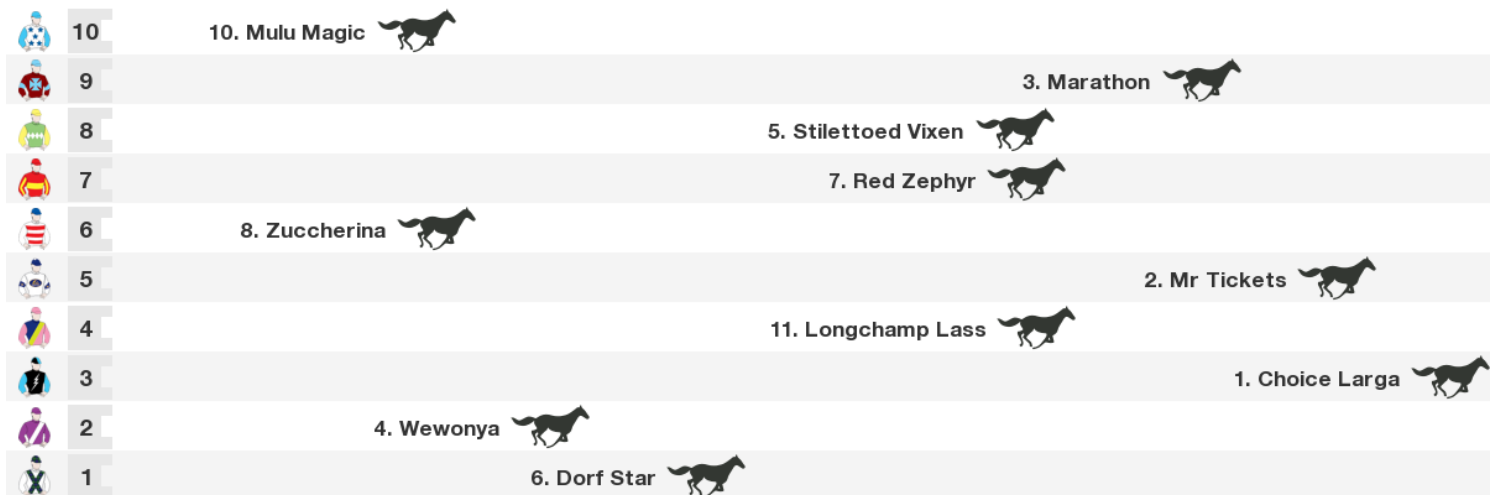 10 10. Mulu Magic
9 3. Marathon
8 5. Stilettoed Vixen
7 7. Red Zephyr
6 8. Zuccherina
5 2. Mr Tickets
4 11. Longchamp Lass
3 1. Choice Larga
2 4. Wewonya
1 6. Dorf Star